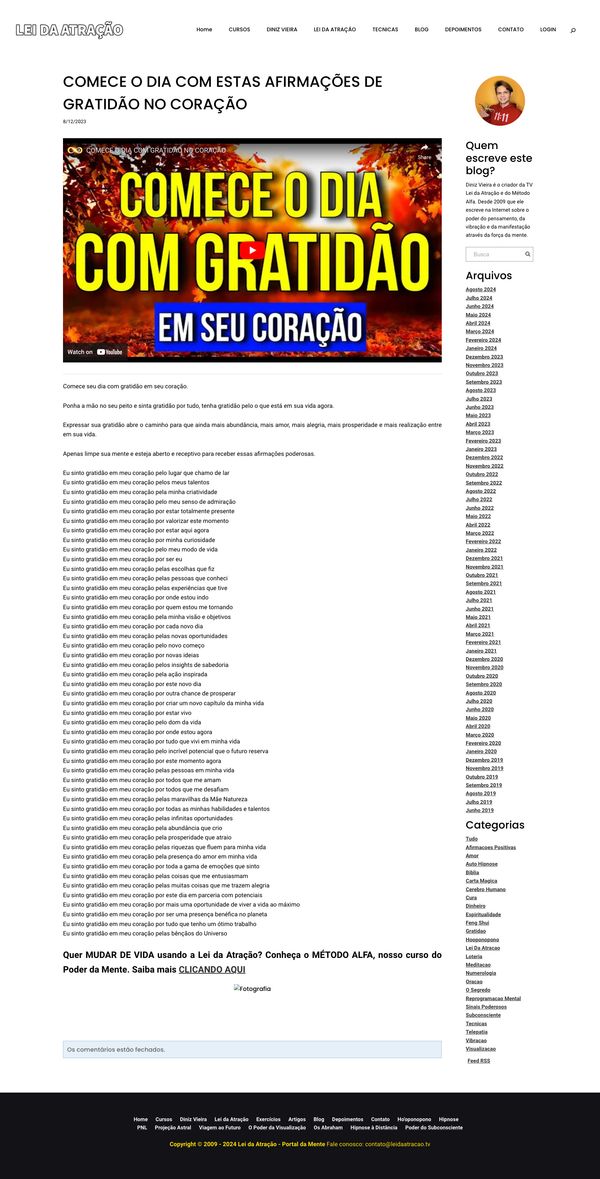 LEI DA ATRAÇÃO
Home CURSOS DINIZ VIEIRA LEI DA ATRAÇÃO TECNICAS BLOG DEPOIMENTOS CONTATO LOGIN
COMECE O DIA COM ESTAS AFIRMAÇÕES DE
GRATIDÃO NO CORAÇÃO
8/12/2023
COMECE O DIA COM GRATIDÃO NO CORAÇÃO
Share
COMECE O DIA
COM GRATIDÃO
EM SEU CORAÇÃO
Watch on YouTube
Comece seu dia com gratidão em seu coração.
Ponha a mão no seu peito e sinta gratidão por tudo, tenha gratidão pelo o que está em sua vida agora.
Expressar sua gratidão abre o caminho para que ainda mais abundância, mais amor, mais alegria, mais prosperidade e mais realização entre
em sua vida.
Apenas limpe sua mente e esteja aberto e receptivo para receber essas afirmações poderosas.
Eu sinto gratidão em meu coração pelo lugar que chamo de lar
Eu sinto gratidão em meu coração pelos meus talentos
Eu sinto gratidão em meu coração pela minha criatividade
Eu sinto gratidão em meu coração pelo meu senso de admiração
Eu sinto gratidão em meu coração por estar totalmente presente
Eu sinto gratidão em meu coração por valorizar este momento
Eu sinto gratidão em meu coração por estar aqui agora
Eu sinto gratidão em meu coração por minha curiosidade
Eu sinto gratidão em meu coração pelo meu modo de vida
Eu sinto gratidão em meu coração por ser eu
Eu sinto gratidão em meu coração pelas escolhas que fiz
Eu sinto gratidão em meu coração pelas pessoas que conheci
Eu sinto gratidão em meu coração pelas experiências que tive
Eu sinto gratidão em meu coração por onde estou indo
Eu sinto gratidão em meu coração por quem estou me tornando
Eu sinto gratidão em meu coração pela minha visão e objetivos
Eu sinto gratidão em meu coração por cada novo dia
Eu sinto gratidão em meu coração pelas novas oportunidades
Eu sinto gratidão em meu coração pelo novo começo
Eu sinto gratidão em meu coração por novas ideias
Eu sinto gratidão em meu coração pelos insights de sabedoria
Eu sinto gratidão em meu coração pela ação inspirada
Eu sinto gratidão em meu coração por este novo dia
Eu sinto gratidão em meu coração por outra chance de prosperar
Eu sinto gratidão em meu coração por criar um novo capítulo da minha vida
Eu sinto gratidão em meu coração por estar vivo
Eu sinto gratidão em meu coração pelo dom da vida
Eu sinto gratidão em meu coração por onde estou agora
Eu sinto gratidão em meu coração por tudo que vivi em minha vida
Eu sinto gratidão em meu coração pelo incrível potencial que o futuro reserva
Eu sinto gratidão em meu coração por este momento agora
Eu sinto gratidão em meu coração pelas pessoas em minha vida
Eu sinto gratidão em meu coração por todos que me amam
Eu sinto gratidão em meu coração por todos que me desafiam
Eu sinto gratidão em meu coração pelas maravilhas da Mãe Natureza
Eu sinto gratidão em meu coração por todas as minhas habilidades e talentos
Eu sinto gratidão em meu coração pelas infinitas oportunidades
Eu sinto gratidão em meu coração pela abundância que crio
Eu sinto gratidão em meu coração pela prosperidade que atraio
Eu sinto gratidão em meu coração pelas riquezas que fluem para minha vida
Eu sinto gratidão em meu coração pela presença do amor em minha vida
Eu sinto gratidão em meu coração por toda a gama de emoções que sinto
Eu sinto gratidão em meu coração pelas coisas que me entusiasmam
Eu sinto gratidão em meu coração pelas muitas coisas que me trazem alegria
Eu sinto gratidão em meu coração por este dia em parceria com potenciais
Eu sinto gratidão em meu coração por mais uma oportunidade de viver a vida ao máximo
Eu sinto gratidão em meu coração por ser uma presença benéfica no planeta
Eu sinto gratidão em meu coração por tudo que tenho um ótimo trabalho
Eu sinto gratidão em meu coração pelas bênçãos do Universo
Quer MUDAR DE VIDA usando a Lei da Atração? Conheça o MÉTODO ALFA, nosso curso do
Poder da Mente. Saiba mais CLICANDO AQUI
Fotografia
Os comentários estão fechados.
11:11
Quem
escreve este
blog?
Diniz Vieira é o criador da TV
Lei da Atração e do Método
Alfa. Desde 2009 que ele
escreve na Internet sobre o
poder do pensamento, da
vibração e da manifestação
através da força da mente.
Busca
Arquivos
Agosto 2024
Julho 2024
Junho 2024
Maio 2024
Abril 2024
Março 2024
Fevereiro 2024
Janeiro 2024
Dezembro 2023
Novembro 2023
Outubro 2023
Setembro 2023
Agosto 2023
Julho 2023
Junho 2023
Maio 2023
Abril 2023
Março 2023
Fevereiro 2023
Janeiro 2023
Dezembro 2022
Novembro 2022
Outubro 2022
Setembro 2022
Agosto 2022
Julho 2022
Junho 2022
Maio 2022
Abril 2022
Março 2022
Fevereiro 2022
Janeiro 2022
Dezembro 2021
Novembro 2021
Outubro 2021
Setembro 2021
Agosto 2021
Julho 2021
Junho 2021
Maio 2021
Abril 2021
Março 2021
Fevereiro 2021
Janeiro 2021
Dezembro 2020
Novembro 2020
Outubro 2020
Setembro 2020
Agosto 2020
Julho 2020
Junho 2020
Maio 2020
Abril 2020
Março 2020
Fevereiro 2020
Janeiro 2020
Dezembro 2019
Novembro 2019
Outubro 2019
Setembro 2019
Agosto 2019
Julho 2019
Junho 2019
Categorias
Tudo
Afirmacoes Positivas
Amor
Auto Hipnose
Bíblia
Carta Magica
Cerebro Humano
Cura
Dinheiro
Espiritualidade
Feng Shui
Gratidao
Hooponopono
Lei Da Atracao
Loteria
Meditacao
Numerologia
Oracao
O Segredo
Reprogramacao Mental
Sinais Poderosos
Subconsciente
Tecnicas
Telepatia
Vibracao
Visualizacao
Feed RSS
Home Cursos Diniz Vieira Lei da Atração Exercícios Artigos Blog Depoimentos Contato Ho'oponopono Hipnose
PNL Projeção Astral Viagem ao Futuro O Poder da Visualização Os Abraham Hipnose à Distância Poder do Subconsciente
Copyright © 2009 - 2024 Lei da Atração - Portal da Mente Fale conosco: contato@leidaatracao.tv